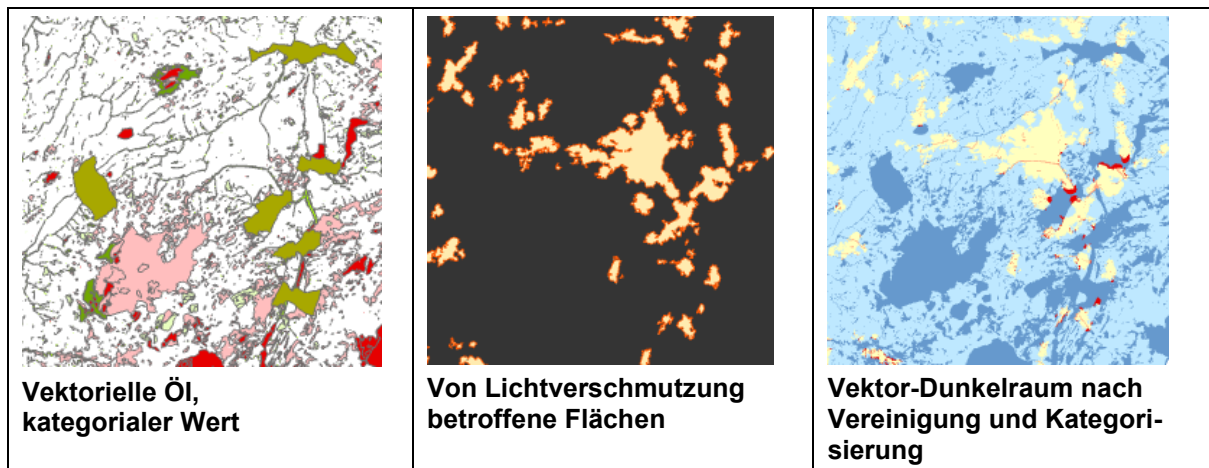 Vektorielle Öl,
kategorialer Wert
Von Lichtverschmutzung
betroffene Flächen
Vektor-Dunkelraum nach
Vereinigung und Kategori-
sierung